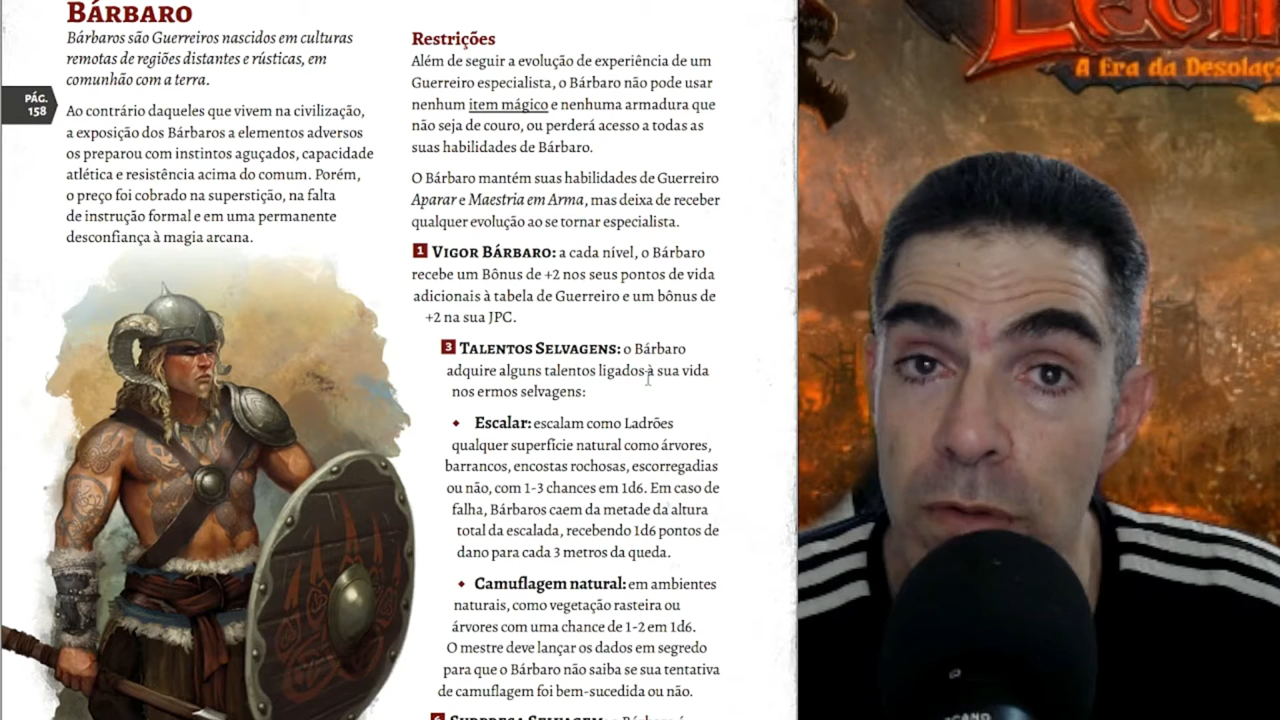 BÁRBARO
Bárbaros são Guerreiros nascidos em culturas
remotas de regiões distantes e rústicas, em
comunhão com a terra.
PÁG.
158
Ao contrário daqueles que vivem na civilização,
a exposição dos Bárbaros a elementos adversos
os preparou com instintos aguçados, capacidade
atlética e resistência acima do comum. Porém,
o preço foi cobrado na superstição, na falta
de instrução formal e em uma permanente
desconfiança à magia arcana.
Restrições
Além de seguir a evolução de experiência de um
Guerreiro especialista, o Bárbaro não pode usar
nenhum item mágico e nenhuma armadura que
não seja de couro, ou perderá acesso a todas as
suas habilidades de Bárbaro.
O Bárbaro mantém suas habilidades de Guerreiro
Aparar e Maestria em Arma, mas deixa de receber
qualquer evolução ao se tornar especialista.
1 VIGOR BÁRBARO: a cada nível, o Bárbaro
recebe um Bônus de +2 nos seus pontos de vida
adicionais à tabela de Guerreiro e um bônus de
+2 na sua JPC.
3 TALENTOS SELVAGENS: o Bárbaro
adquire alguns talentos ligados à sua vida
nos ermos selvagens:
Escalar: escalam como Ladrões
qualquer superfície natural como árvores,
barrancos, encostas rochosas, escorregadias
ou não, com 1-3 chances em 1d6. Em caso de
falha, Bárbaros caem da metade da altura
total da escalada, recebendo 1d6 pontos de
dano para cada 3 metros da queda.
Camuflagem natural: em ambientes
naturais, como vegetação rasteira ou
árvores com uma chance de 1-2 em 1d6.
O mestre deve lançar os dados em segredo
para que o Bárbaro não saiba se sua tentativa
de camuflagem foi bem-sucedida ou não.
6 SURPRESA SELVAGEM: o Bárbaro é
A Era da Desolaç